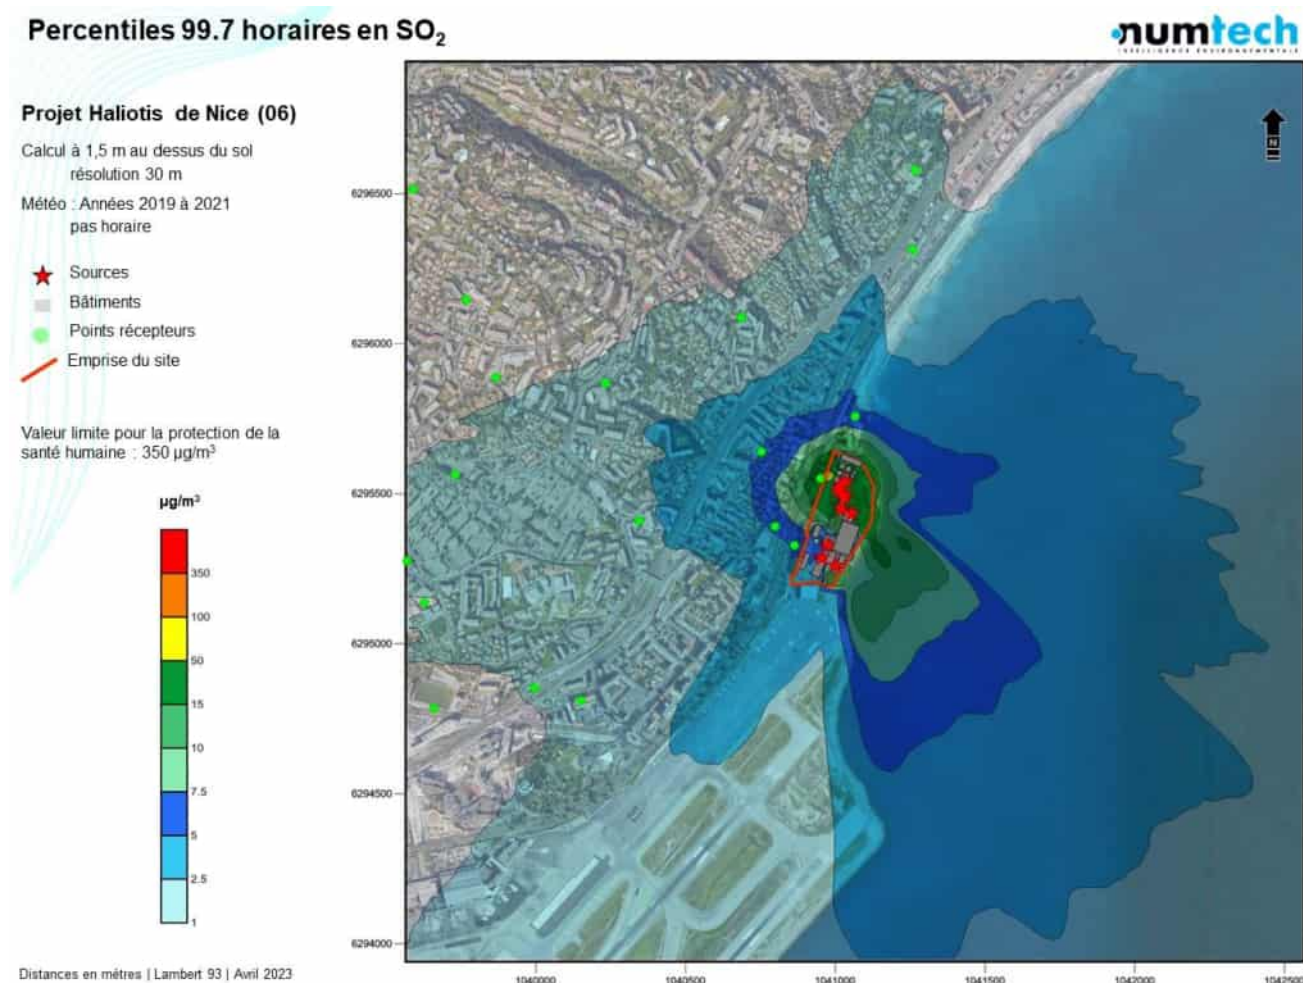 Percentiles 99.7 horaires en SO₂
numtech
INTELLIGENCE ENVIRONNEMENTALE
Projet Haliotis de Nice (06)
Calcul à 1,5 m au dessus du sol
résolution 30 m
Météo : Années 2019 à 2021
pas horaire
Sources
Bâtiments
Points récepteurs
Emprise du site
Valeur limite pour la protection de la
santé humaine : 350 µg/m³
µg/m³
350
100
50
15
10
7.5
5
2.5
1
N
6296500
6296000
6295500
6295000
6294500
6294000
1040000
1040500
1041000
1041500
1042000
1042500
Distances en mètres | Lambert 93 | Avril 2023